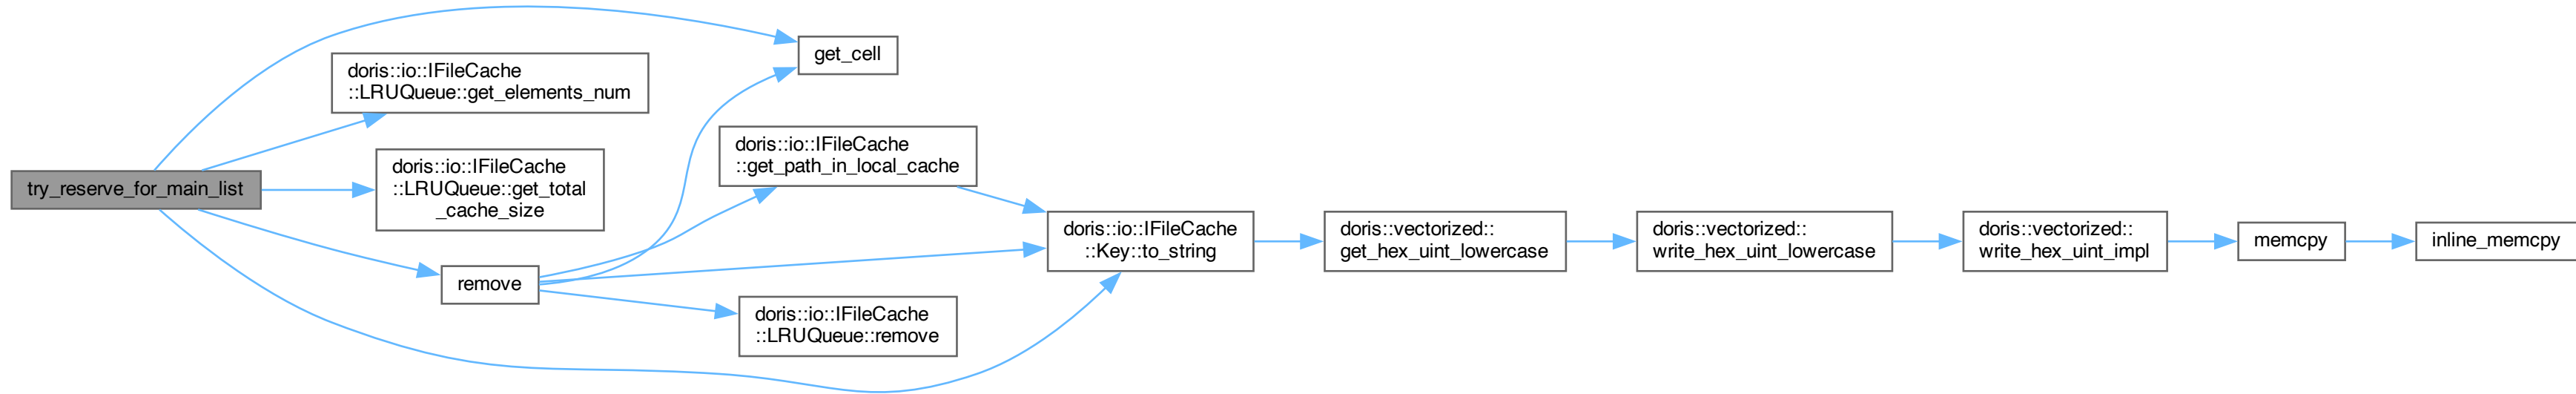 try_reserve_for_main_list
get_cell
doris::io::IFileCache
::LRUQueue::get_elements_num
doris::io::IFileCache
::LRUQueue::get_total
_cache_size
remove
doris::io::IFileCache
::get_path_in_local_cache
doris::io::IFileCache
::LRUQueue::remove
doris::io::IFileCache
::Key::to_string
doris::vectorized::
get_hex_uint_lowercase
doris::vectorized::
write_hex_uint_lowercase
doris::vectorized::
write_hex_uint_impl
memcpy
inline_memcpy